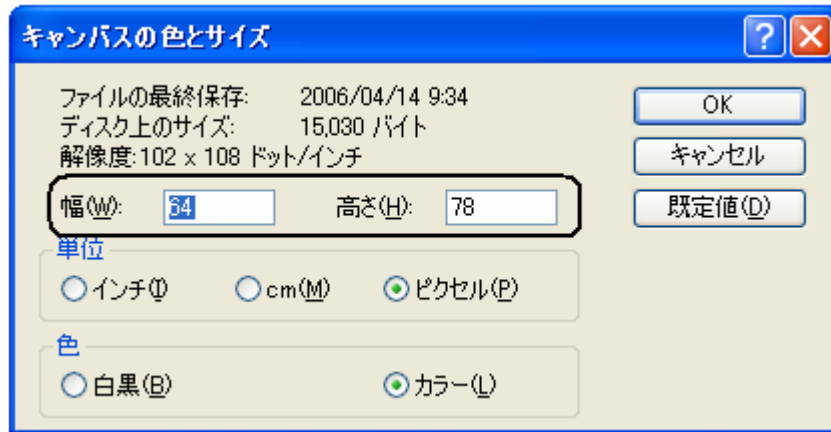 キャンバスの色とサイズ
ファイルの最終保存: 2006/04/14 9:34
ディスク上のサイズ: 15,030 バイト
解像度:102 x 108 ドット/インチ
幅(W): 64 高さ(H): 78
単位
インチ(I) cm(M) ピクセル(P)
色
白黒(B) カラー(L)
OK
キャンセル
既定値(D)